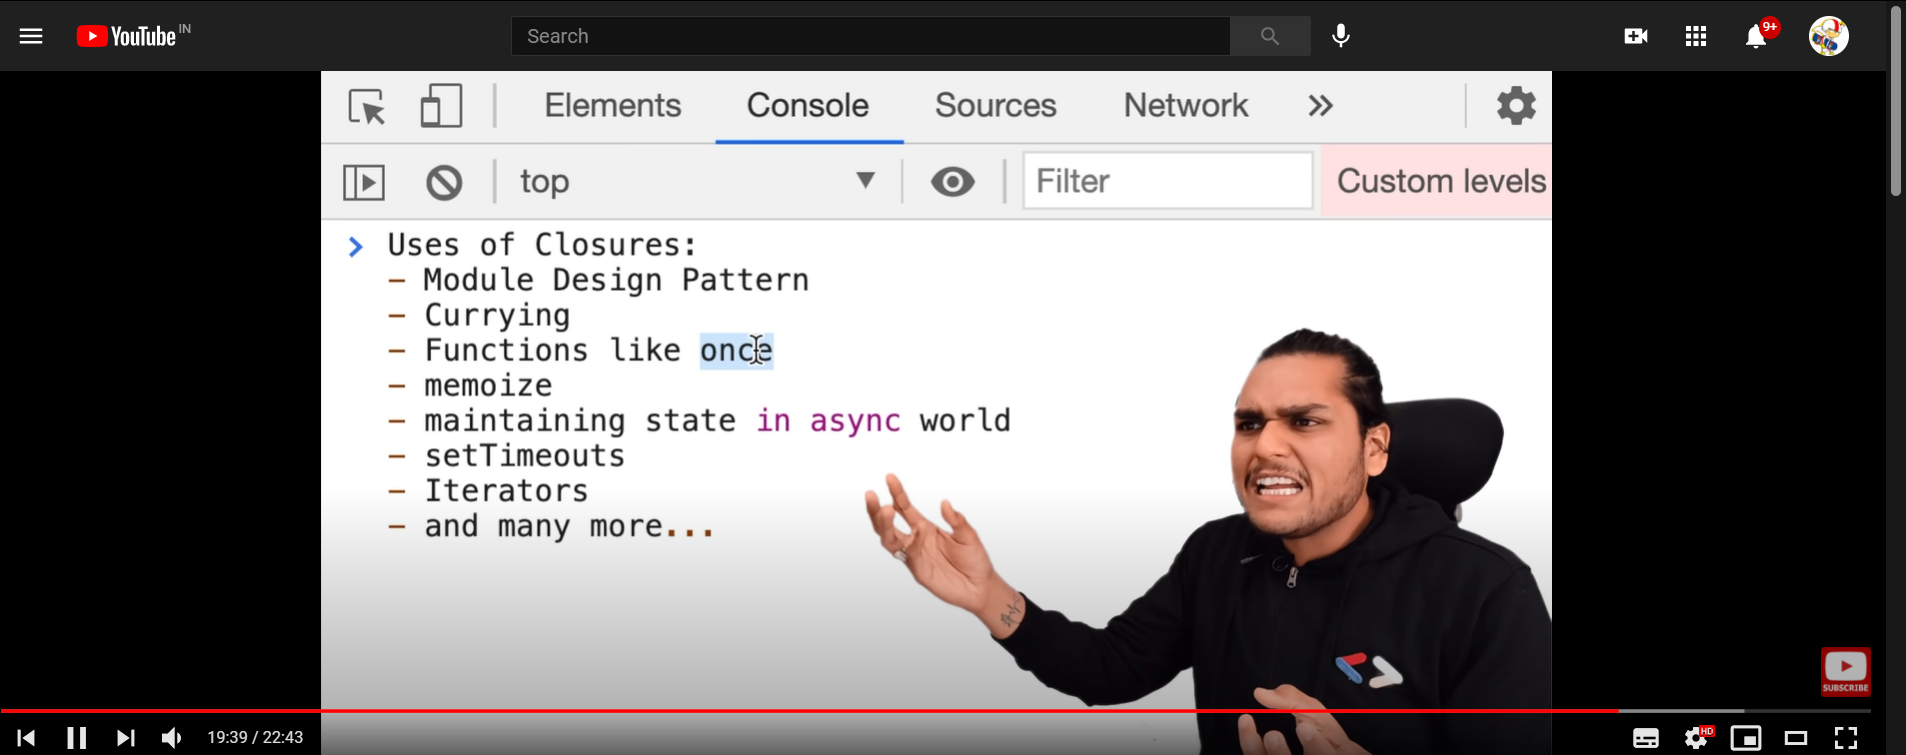 YouTube IN
Search
9+
Elements Console Sources Network
top
Filter
Custom levels
Uses of Closures:
- Module Design Pattern
- Currying
- Functions like once
- memoize
- maintaining state in async world
- setTimeouts
- Iterators
- and many more...
SUBSCRIBE
19:39 / 22:43
HD